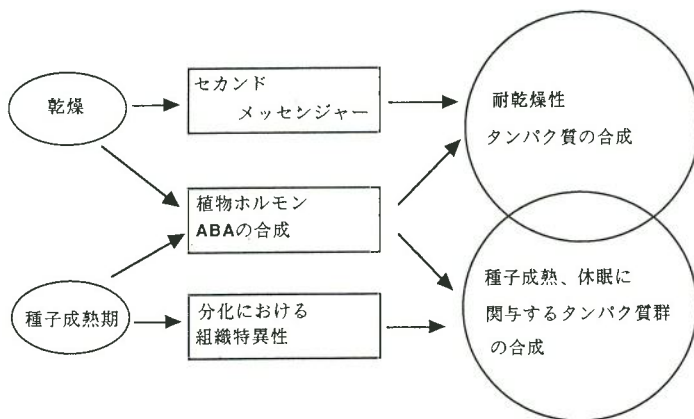 乾燥
セカンド
メッセンジャー
耐乾燥性
タンパク質の合成
植物ホルモン
ABAの合成
種子成熟期
分化における
組織特異性
種子成熟、休眠に
関与するタンパク質群
の合成